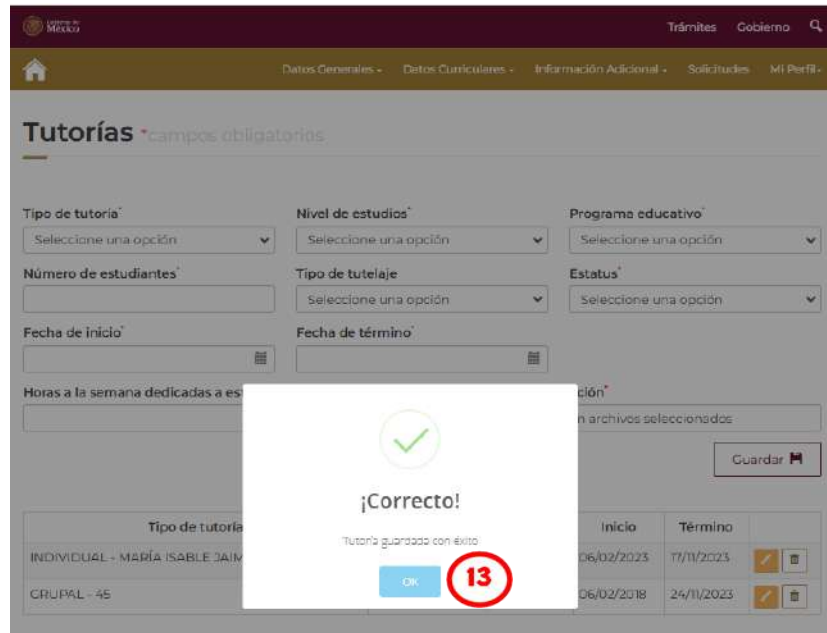 GOBIERNO DE
México
Trámites Gobierno
Datos Generales Datos Curriculares Información Adicional Solicitudes Mi Perfil
Tutorías *campos obligatorios
Tipo de tutoría* Nivel de estudios* Programa educativo*
Seleccione una opción Seleccione una opción Seleccione una opción
Número de estudiantes* Tipo de tutelaje Estatus*
Seleccione una opción Seleccione una opción
Fecha de inicio* Fecha de término*
Horas a la semana dedicadas a es ción*
n archivos seleccionados
Guardar
¡Correcto!
Tutoría guardada con éxito
OK 13
Tipo de tutoría Inicio Término
INDIVIDUAL - MARÍA ISABLE JAIM 06/02/2023 17/11/2023
GRUPAL - 45 06/02/2018 24/11/2023